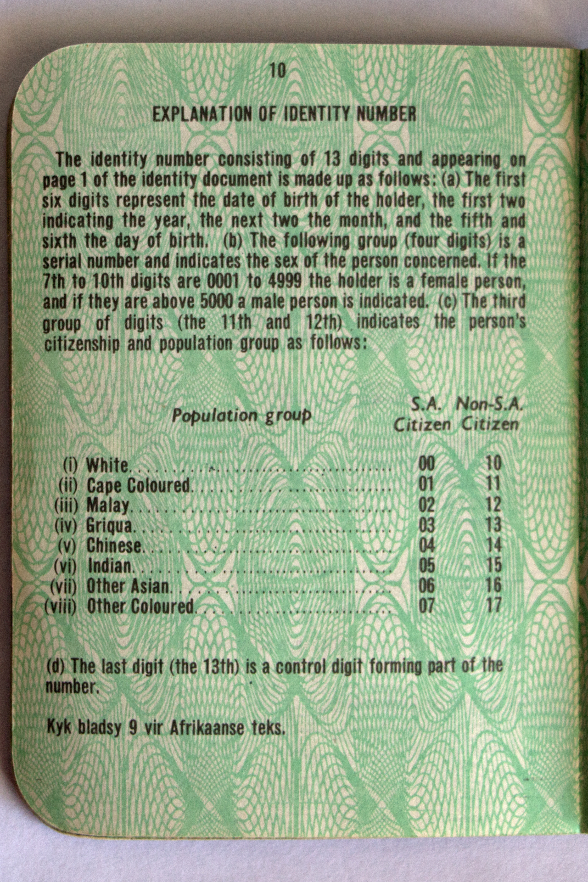 10
EXPLANATION OF IDENTITY NUMBER
The identity number consisting of 13 digits and appearing on
page 1 of the identity document is made up as follows: (a) The first
six digits represent the date of birth of the holder, the first two
indicating the year, the next two the month, and the fifth and
sixth the day of birth. (b) The following group (four digits) is a
serial number and indicates the sex of the person concerned. If the
7th to 10th digits are 0001 to 4999 the holder is a female person,
and if they are above 5000 a male person is indicated. (c) The third
group of digits (the 11th and 12th) indicates the person's
citizenship and population group as follows:
S.A. Non-S.A.
Population group Citizen Citizen
(i) White 00 10
(ii) Cape Coloured 01 11
(iii) Malay 02 12
(iv) Griqua 03 13
(v) Chinese 04 14
(vi) Indian 05 15
(vii) Other Asian 06 16
(viii) Other Coloured 07 17
(d) The last digit (the 13th) is a control digit forming part of the
number.
Kyk bladsy 9 vir Afrikaanse teks.